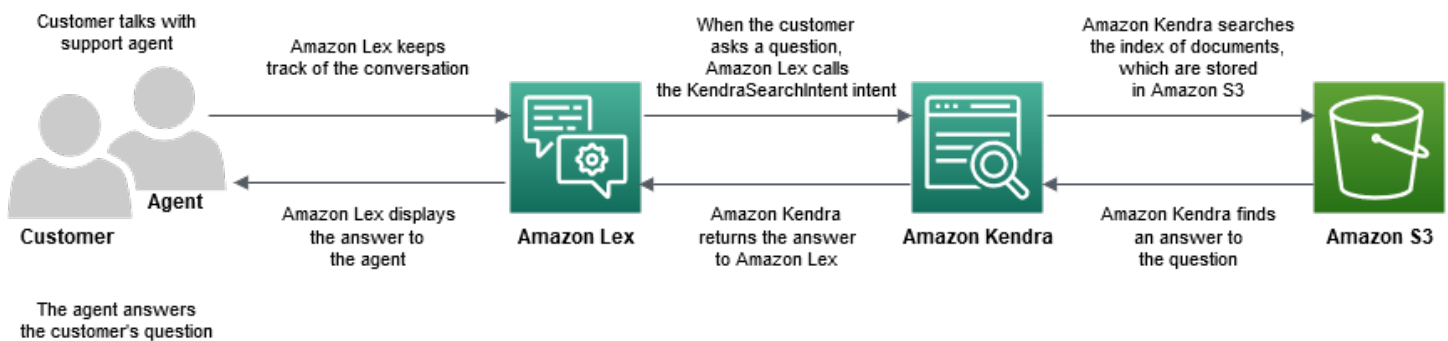 Customer talks with
support agent
Amazon Lex keeps
track of the conversation
When the customer
asks a question,
Amazon Lex calls
the KendraSearchIntent intent
Amazon Kendra searches
the index of documents,
which are stored
in Amazon S3
Agent
Customer
Amazon Lex displays
the answer to
the agent
Amazon Lex
Amazon Kendra
returns the answer
to Amazon Lex
Amazon Kendra
Amazon Kendra finds
an answer to
the question
Amazon S3
The agent answers
the customer's question